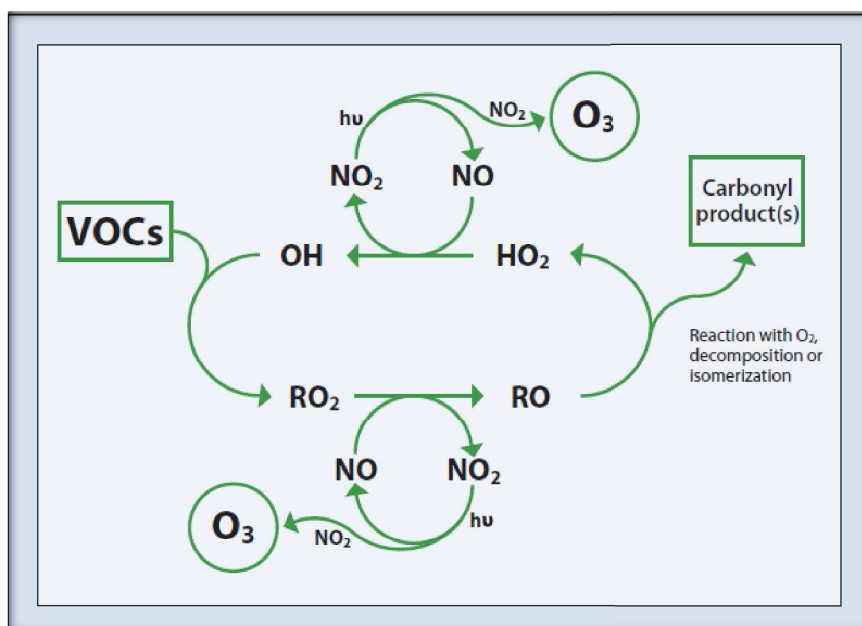 hυ
NO₂
O₃
NO₂
NO
Carbonyl
product(s)
VOCs
OH
HO₂
Reaction with O₂,
decomposition or
isomerization
RO₂
RO
NO
NO₂
O₃
NO₂
hυ